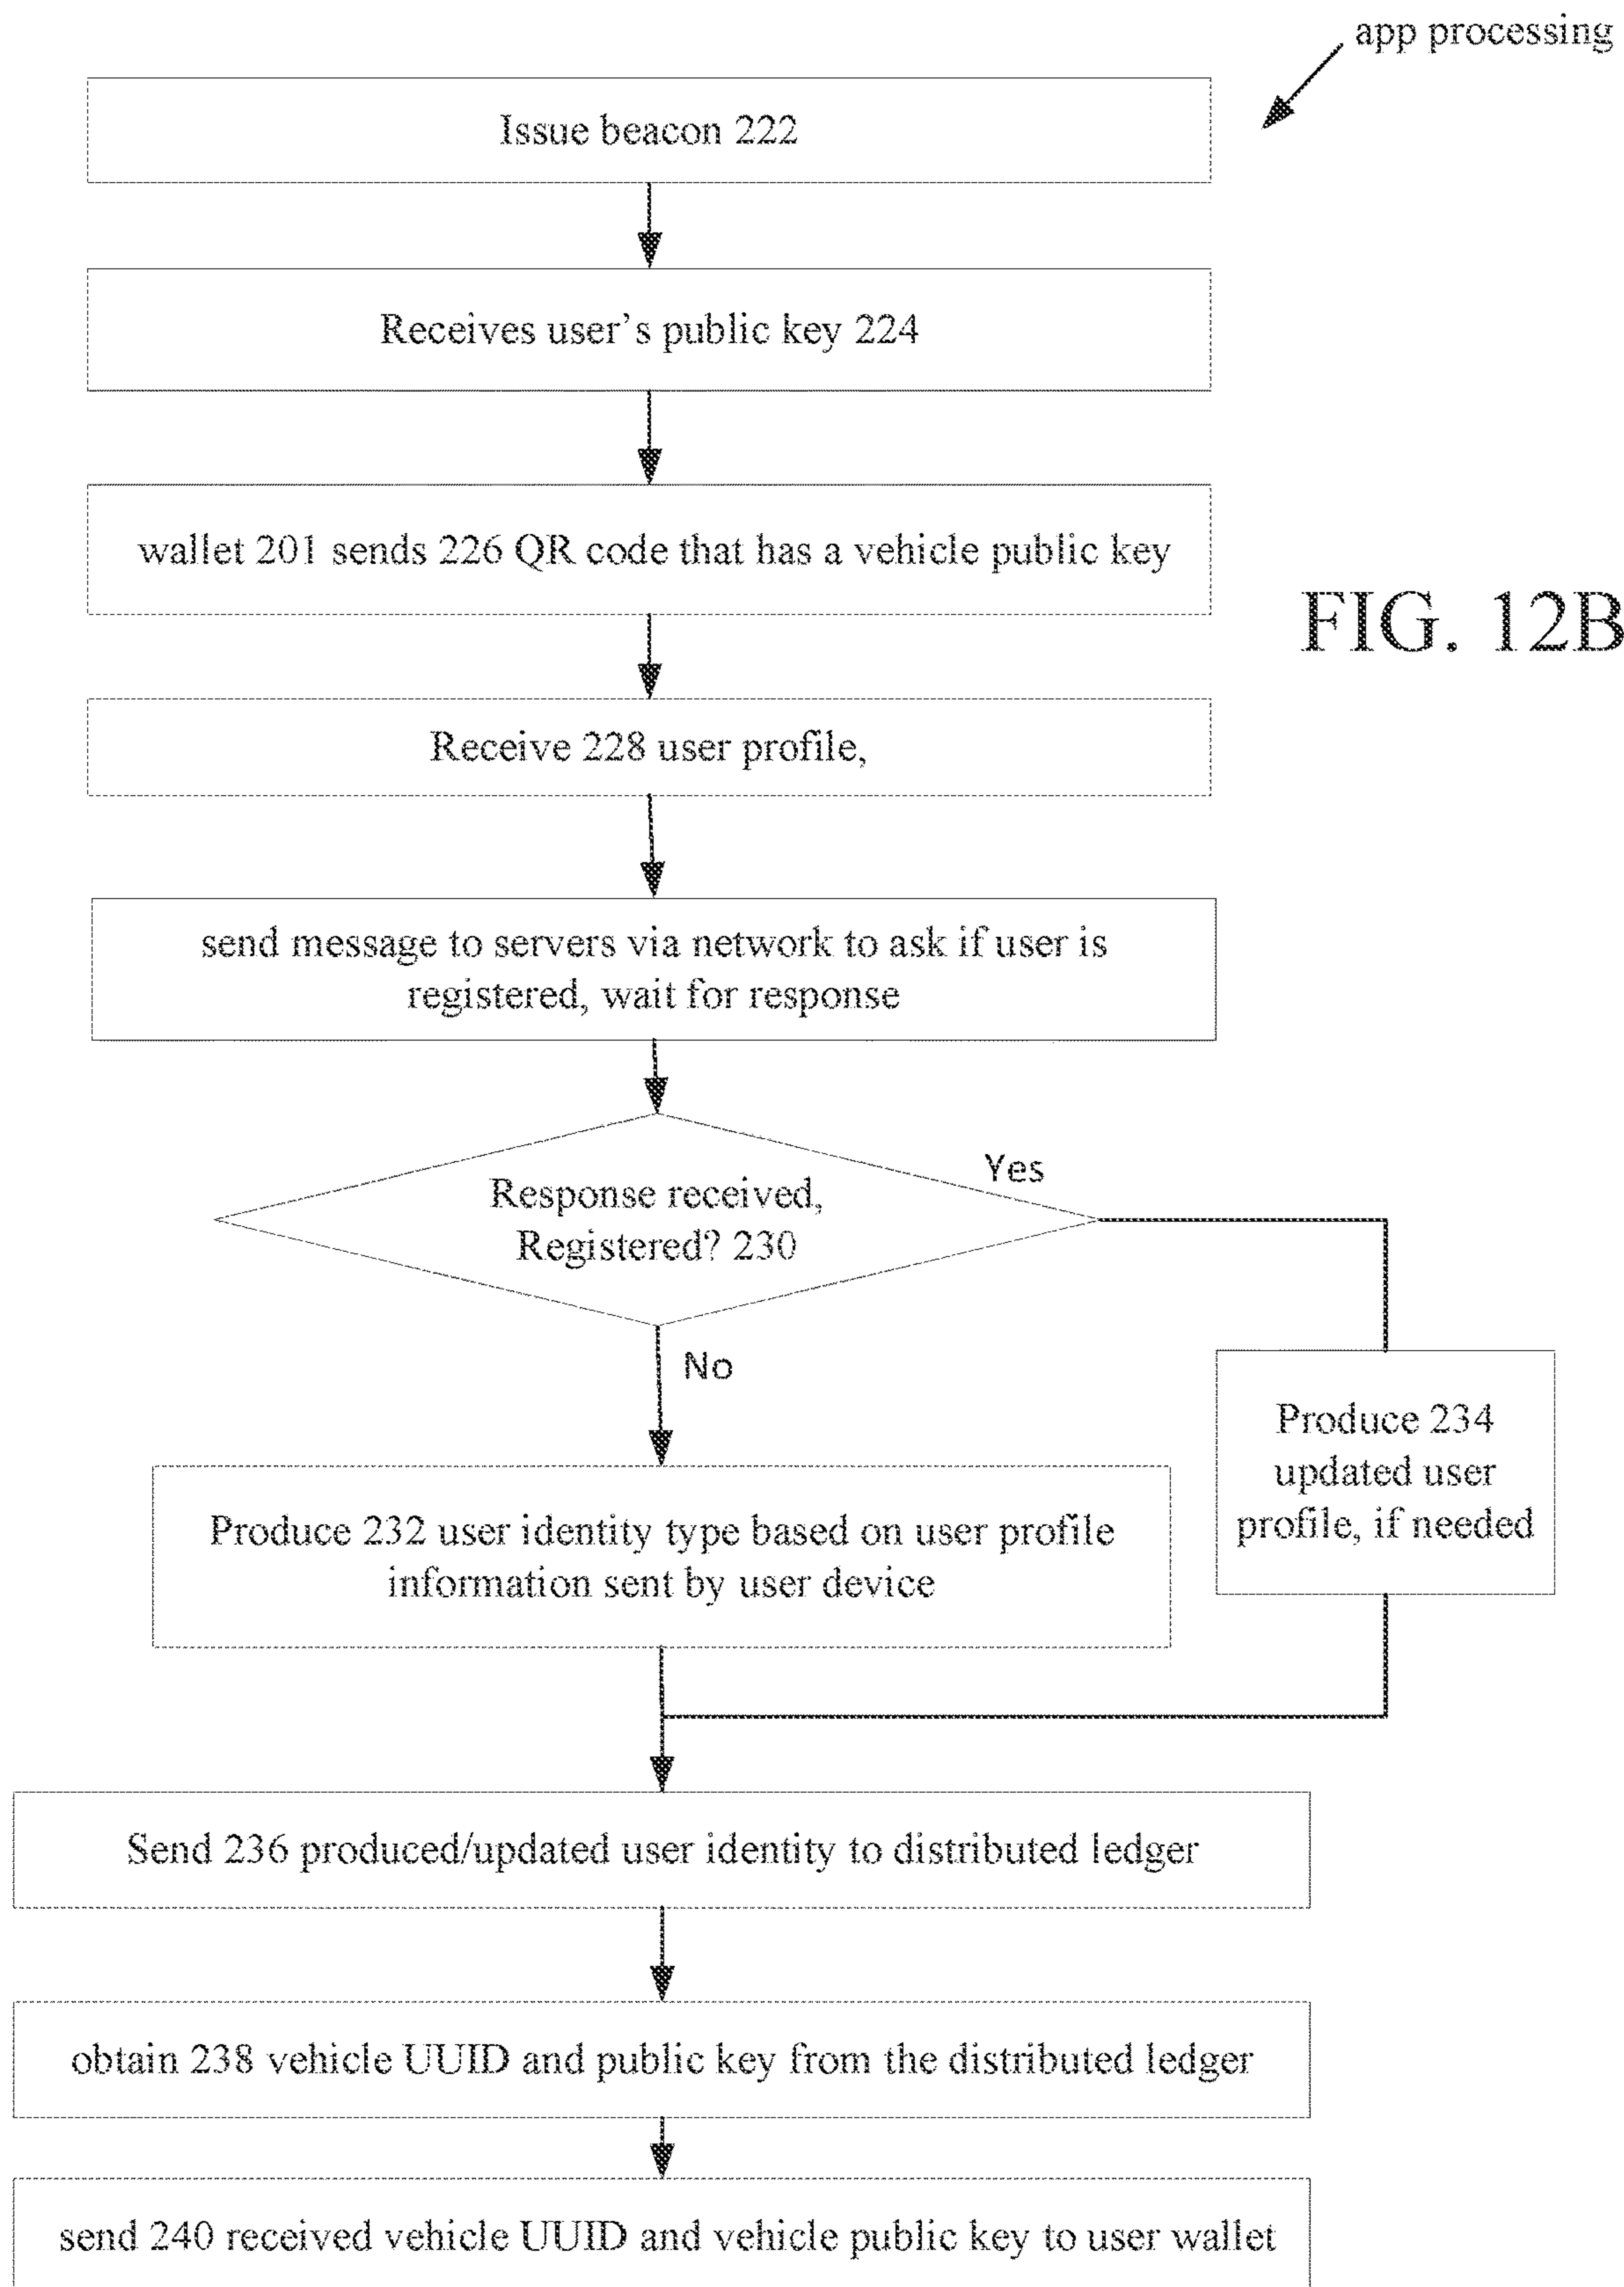 app processing
Issue beacon 222
Receives user's public key 224
wallet 201 sends 226 QR code that has a vehicle public key
FIG. 12B
Receive 228 user profile,
send message to servers via network to ask if user is
registered, wait for response
Yes
Response received,
Registered? 230
No
Produce 234
updated user
profile, if needed
Produce 232 user identity type based on user profile
information sent by user device
Send 236 produced/updated user identity to distributed ledger
obtain 238 vehicle UUID and public key from the distributed ledger
send 240 received vehicle UUID and vehicle public key to user wallet